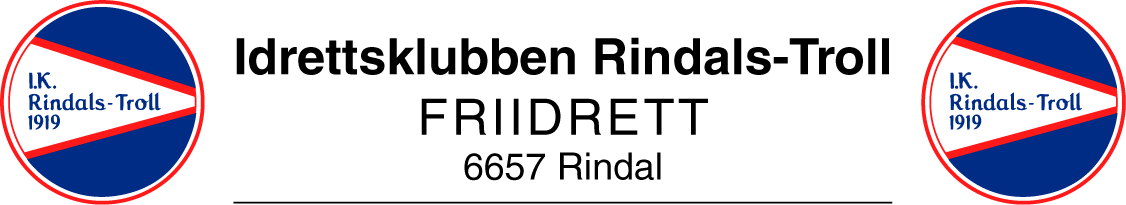 I.K.
Rindals-Troll
1919
Idrettsklubben Rindals-Troll
FRIIDRETT
6657 Rindal
I.K.
Rindals-Troll
1919